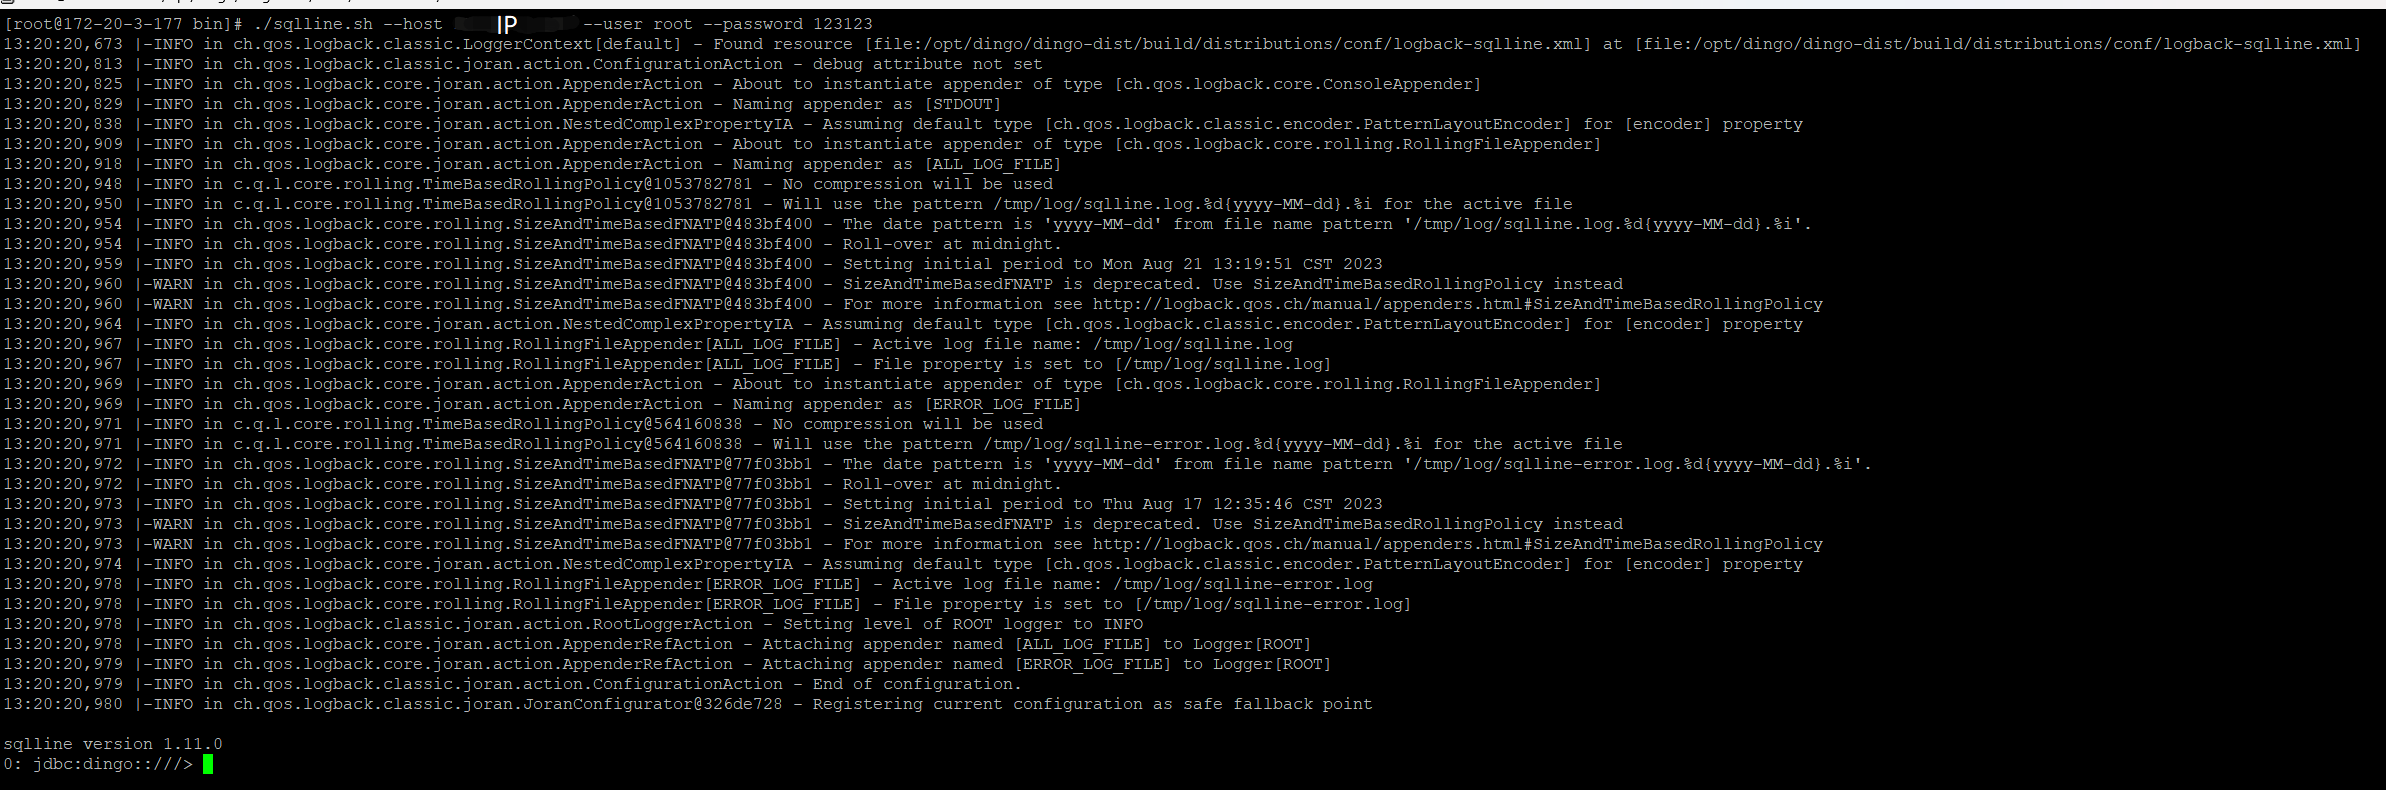 [root@172-20-3-177 bin]# ./sqlline.sh --host IP --user root --password 123123
13:20:20,673 |-INFO in ch.qos.logback.classic.LoggerContext[default] - Found resource [file:/opt/dingo/dingo-dist/build/distributions/conf/logback-sqlline.xml] at [file:/opt/dingo/dingo-dist/build/distributions/conf/logback-sqlline.xml]
13:20:20,813 |-INFO in ch.qos.logback.classic.joran.action.ConfigurationAction - debug attribute not set
13:20:20,825 |-INFO in ch.qos.logback.core.joran.action.AppenderAction - About to instantiate appender of type [ch.qos.logback.core.ConsoleAppender]
13:20:20,829 |-INFO in ch.qos.logback.core.joran.action.AppenderAction - Naming appender as [STDOUT]
13:20:20,838 |-INFO in ch.qos.logback.core.joran.action.NestedComplexPropertyIA - Assuming default type [ch.qos.logback.classic.encoder.PatternLayoutEncoder] for [encoder] property
13:20:20,909 |-INFO in ch.qos.logback.core.joran.action.AppenderAction - About to instantiate appender of type [ch.qos.logback.core.rolling.RollingFileAppender]
13:20:20,918 |-INFO in ch.qos.logback.core.joran.action.AppenderAction - Naming appender as [ALL_LOG_FILE]
13:20:20,948 |-INFO in c.q.l.core.rolling.TimeBasedRollingPolicy@1053782781 - No compression will be used
13:20:20,950 |-INFO in c.q.l.core.rolling.TimeBasedRollingPolicy@1053782781 - Will use the pattern /tmp/log/sqlline.log.%d{yyyy-MM-dd}.%i for the active file
13:20:20,954 |-INFO in ch.qos.logback.core.rolling.SizeAndTimeBasedFNATP@483bf400 - The date pattern is 'yyyy-MM-dd' from file name pattern '/tmp/log/sqlline.log.%d{yyyy-MM-dd}.%i'.
13:20:20,954 |-INFO in ch.qos.logback.core.rolling.SizeAndTimeBasedFNATP@483bf400 - Roll-over at midnight.
13:20:20,959 |-INFO in ch.qos.logback.core.rolling.SizeAndTimeBasedFNATP@483bf400 - Setting initial period to Mon Aug 21 13:19:51 CST 2023
13:20:20,960 |-WARN in ch.qos.logback.core.rolling.SizeAndTimeBasedFNATP@483bf400 - SizeAndTimeBasedFNATP is deprecated. Use SizeAndTimeBasedRollingPolicy instead
13:20:20,960 |-WARN in ch.qos.logback.core.rolling.SizeAndTimeBasedFNATP@483bf400 - For more information see http://logback.qos.ch/manual/appenders.html#SizeAndTimeBasedRollingPolicy
13:20:20,964 |-INFO in ch.qos.logback.core.joran.action.NestedComplexPropertyIA - Assuming default type [ch.qos.logback.classic.encoder.PatternLayoutEncoder] for [encoder] property
13:20:20,967 |-INFO in ch.qos.logback.core.rolling.RollingFileAppender[ALL_LOG_FILE] - Active log file name: /tmp/log/sqlline.log
13:20:20,967 |-INFO in ch.qos.logback.core.rolling.RollingFileAppender[ALL_LOG_FILE] - File property is set to [/tmp/log/sqlline.log]
13:20:20,969 |-INFO in ch.qos.logback.core.joran.action.AppenderAction - About to instantiate appender of type [ch.qos.logback.core.rolling.RollingFileAppender]
13:20:20,969 |-INFO in ch.qos.logback.core.joran.action.AppenderAction - Naming appender as [ERROR_LOG_FILE]
13:20:20,971 |-INFO in c.q.l.core.rolling.TimeBasedRollingPolicy@564160838 - No compression will be used
13:20:20,971 |-INFO in c.q.l.core.rolling.TimeBasedRollingPolicy@564160838 - Will use the pattern /tmp/log/sqlline-error.log.%d{yyyy-MM-dd}.%i for the active file
13:20:20,972 |-INFO in ch.qos.logback.core.rolling.SizeAndTimeBasedFNATP@77f03bb1 - The date pattern is 'yyyy-MM-dd' from file name pattern '/tmp/log/sqlline-error.log.%d{yyyy-MM-dd}.%i'.
13:20:20,972 |-INFO in ch.qos.logback.core.rolling.SizeAndTimeBasedFNATP@77f03bb1 - Roll-over at midnight.
13:20:20,973 |-INFO in ch.qos.logback.core.rolling.SizeAndTimeBasedFNATP@77f03bb1 - Setting initial period to Thu Aug 17 12:35:46 CST 2023
13:20:20,973 |-WARN in ch.qos.logback.core.rolling.SizeAndTimeBasedFNATP@77f03bb1 - SizeAndTimeBasedFNATP is deprecated. Use SizeAndTimeBasedRollingPolicy instead
13:20:20,973 |-WARN in ch.qos.logback.core.rolling.SizeAndTimeBasedFNATP@77f03bb1 - For more information see http://logback.qos.ch/manual/appenders.html#SizeAndTimeBasedRollingPolicy
13:20:20,974 |-INFO in ch.qos.logback.core.joran.action.NestedComplexPropertyIA - Assuming default type [ch.qos.logback.classic.encoder.PatternLayoutEncoder] for [encoder] property
13:20:20,978 |-INFO in ch.qos.logback.core.rolling.RollingFileAppender[ERROR_LOG_FILE] - Active log file name: /tmp/log/sqlline-error.log
13:20:20,978 |-INFO in ch.qos.logback.core.rolling.RollingFileAppender[ERROR_LOG_FILE] - File property is set to [/tmp/log/sqlline-error.log]
13:20:20,978 |-INFO in ch.qos.logback.classic.joran.action.RootLoggerAction - Setting level of ROOT logger to INFO
13:20:20,978 |-INFO in ch.qos.logback.core.joran.action.AppenderRefAction - Attaching appender named [ALL_LOG_FILE] to Logger[ROOT]
13:20:20,979 |-INFO in ch.qos.logback.core.joran.action.AppenderRefAction - Attaching appender named [ERROR_LOG_FILE] to Logger[ROOT]
13:20:20,979 |-INFO in ch.qos.logback.classic.joran.action.ConfigurationAction - End of configuration.
13:20:20,980 |-INFO in ch.qos.logback.classic.joran.JoranConfigurator@326de728 - Registering current configuration as safe fallback point
sqlline version 1.11.0
0: jdbc:dingo::///>